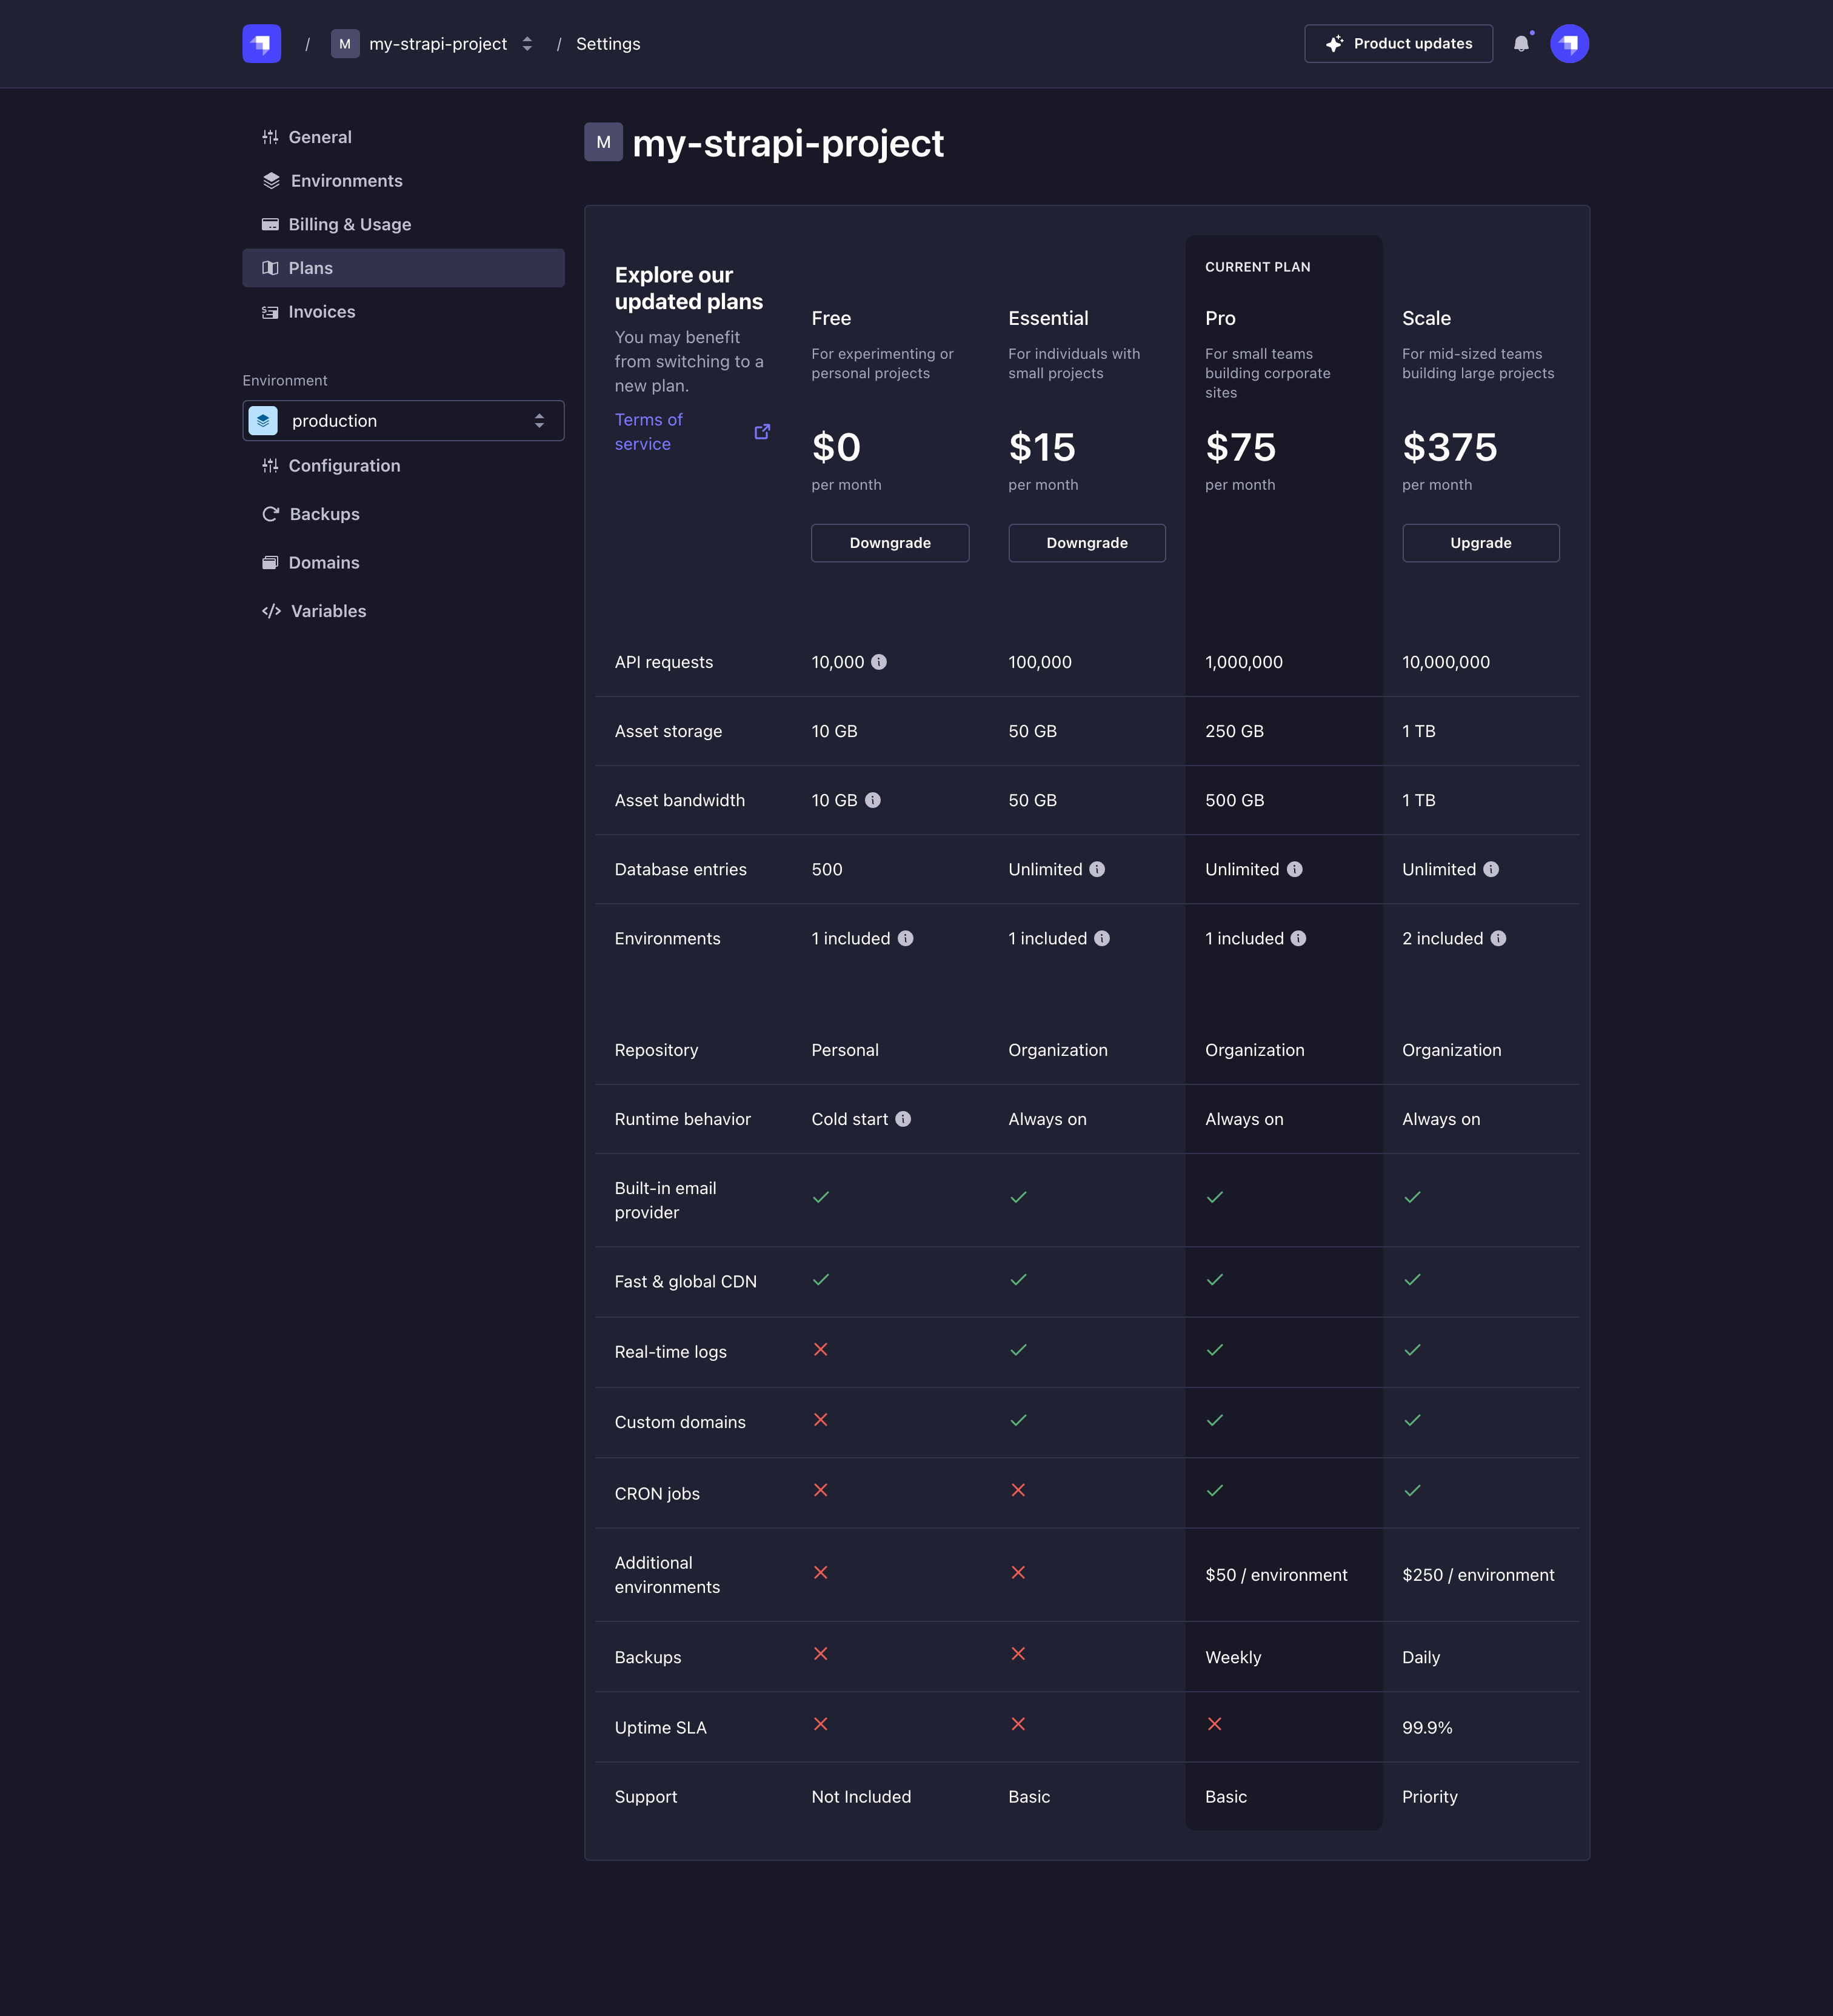 / M my-strapi-project / Settings
Product updates
General
Environments
Billing & Usage
Plans
Invoices
Environment
production
Configuration
Backups
Domains
Variables
M my-strapi-project
Explore our
updated plans
You may benefit
from switching to a
new plan.
Terms of
service
Free
For experimenting or
personal projects
$0
per month
Downgrade
Essential
For individuals with
small projects
$15
per month
Downgrade
CURRENT PLAN
Pro
For small teams
building corporate
sites
$75
per month
Scale
For mid-sized teams
building large projects
$375
per month
Upgrade
API requests 10,000 100,000 1,000,000 10,000,000
Asset storage 10 GB 50 GB 250 GB 1 TB
Asset bandwidth 10 GB 50 GB 500 GB 1 TB
Database entries 500 Unlimited Unlimited Unlimited
Environments 1 included 1 included 1 included 2 included
Repository Personal Organization Organization Organization
Runtime behavior Cold start Always on Always on Always on
Built-in email
provider
Fast & global CDN
Real-time logs
Custom domains
CRON jobs
Additional
environments
$50 / environment $250 / environment
Backups Weekly Daily
Uptime SLA 99.9%
Support Not Included Basic Basic Priority